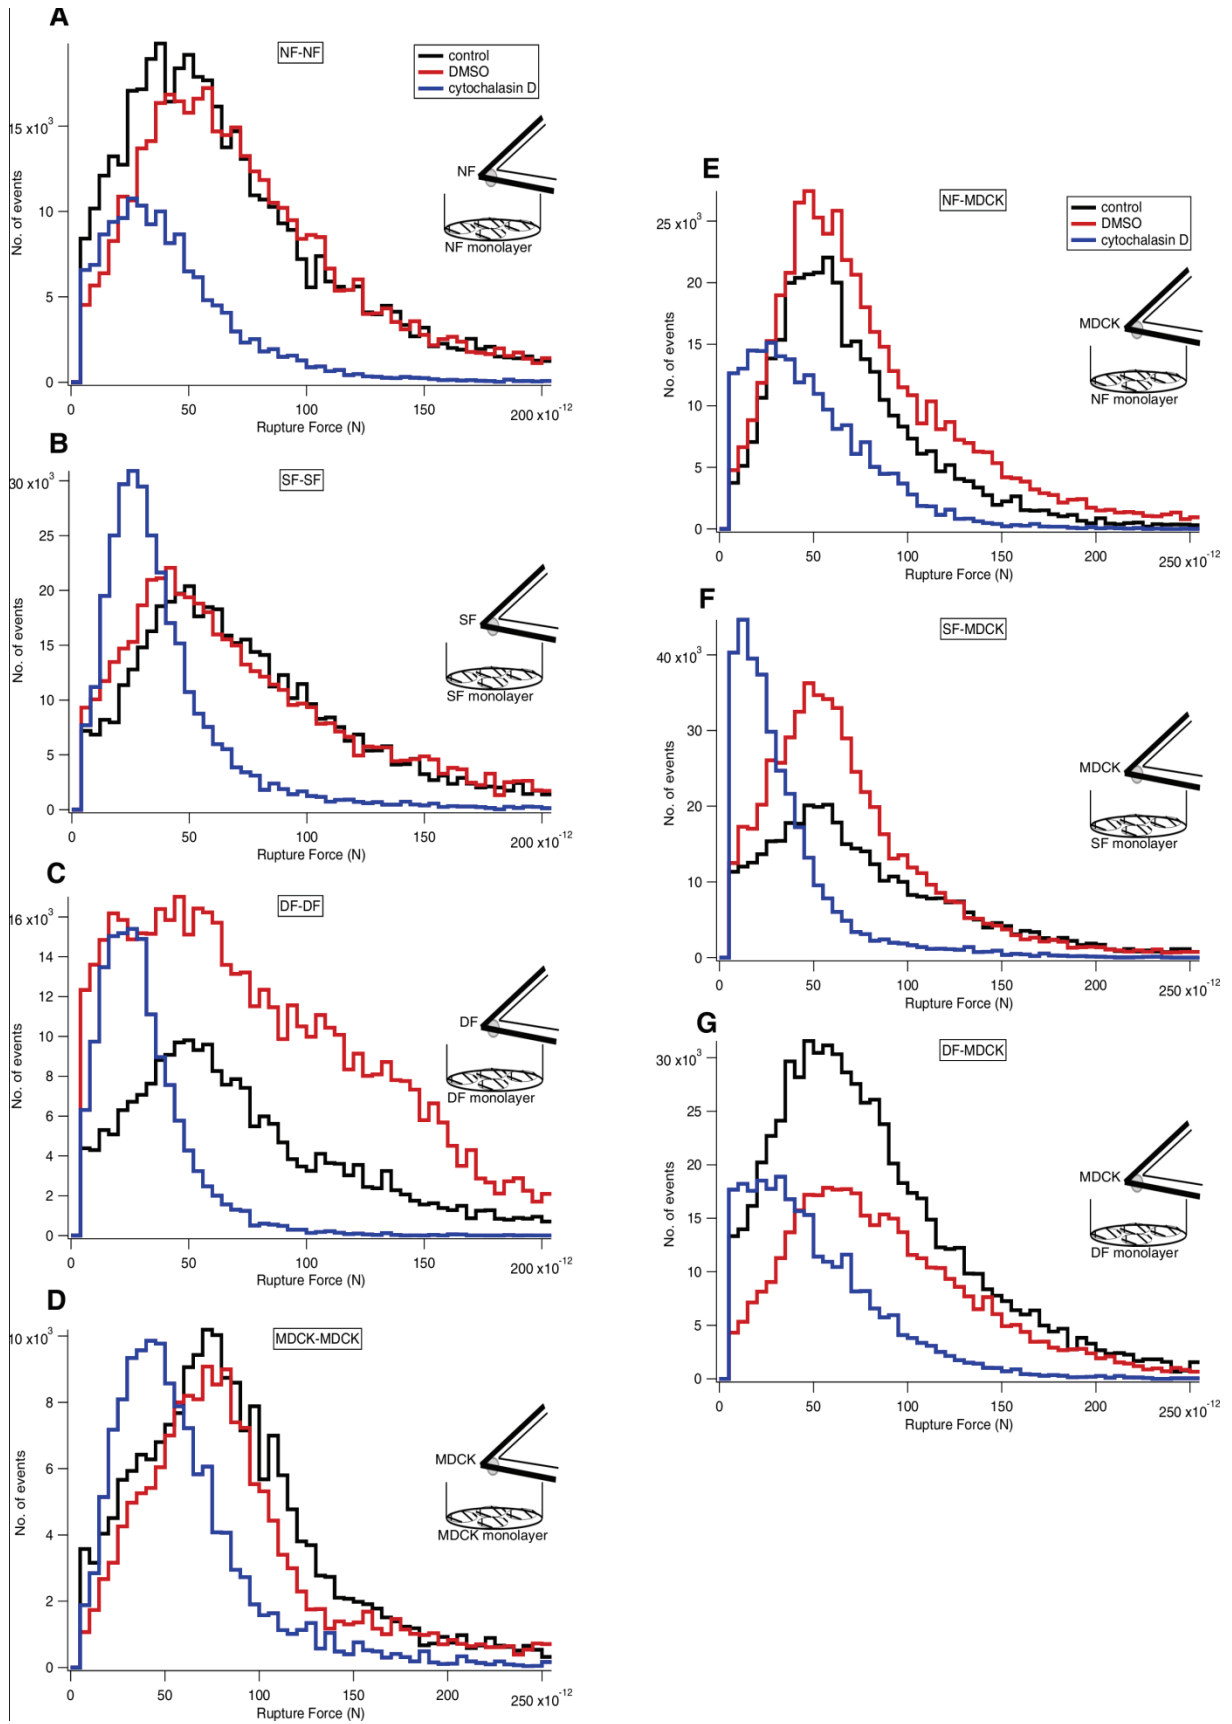 A
NF-NF
control
DMSO
cytochalasin D
15 x10³
10
5
0
No. of events
NF
NF monolayer
0 50 100 150 200 x10⁻¹²
Rupture Force (N)
B
SF-SF
30 x10³
25
20
15
10
5
0
No. of events
SF
SF monolayer
0 50 100 150 200 x10⁻¹²
Rupture Force (N)
C
DF-DF
16 x10³
14
12
10
8
6
4
2
0
No. of events
DF
DF monolayer
0 50 100 150 200 x10⁻¹²
Rupture Force (N)
D
MDCK-MDCK
10 x10³
8
6
4
2
0
No. of events
MDCK
MDCK monolayer
0 50 100 150 200 250 x10⁻¹²
Rupture Force (N)
E
NF-MDCK
control
DMSO
cytochalasin D
25 x10³
20
15
10
5
0
No. of events
MDCK
NF monolayer
0 50 100 150 200 250 x10⁻¹²
Rupture Force (N)
F
SF-MDCK
40 x10³
30
20
10
0
No. of events
MDCK
SF monolayer
0 50 100 150 200 250 x10⁻¹²
Rupture Force (N)
G
DF-MDCK
30 x10³
25
20
15
10
5
0
No. of events
MDCK
DF monolayer
0 50 100 150 200 250 x10⁻¹²
Rupture Force (N)